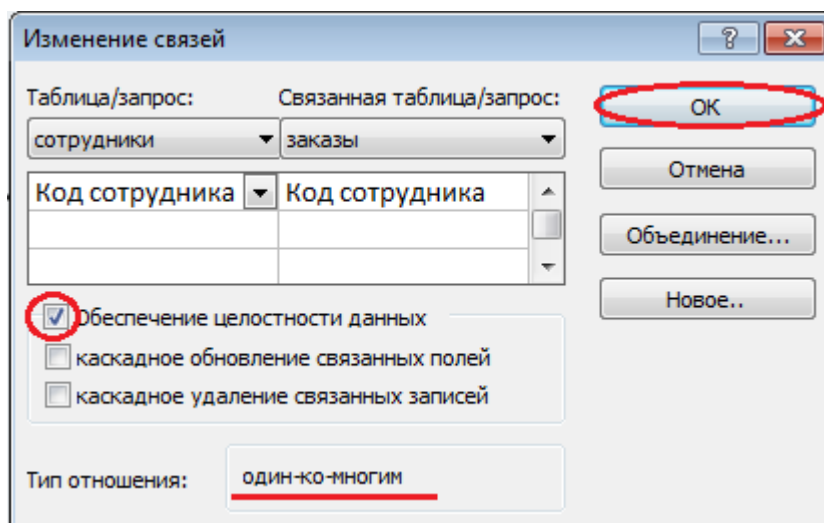 Изменение связей
Таблица/запрос: Связанная таблица/запрос:
сотрудники заказы
Код сотрудника Код сотрудника
Обеспечение целостности данных
каскадное обновление связанных полей
каскадное удаление связанных записей
Тип отношения: один-ко-многим
ОК
Отмена
Объединение...
Новое..